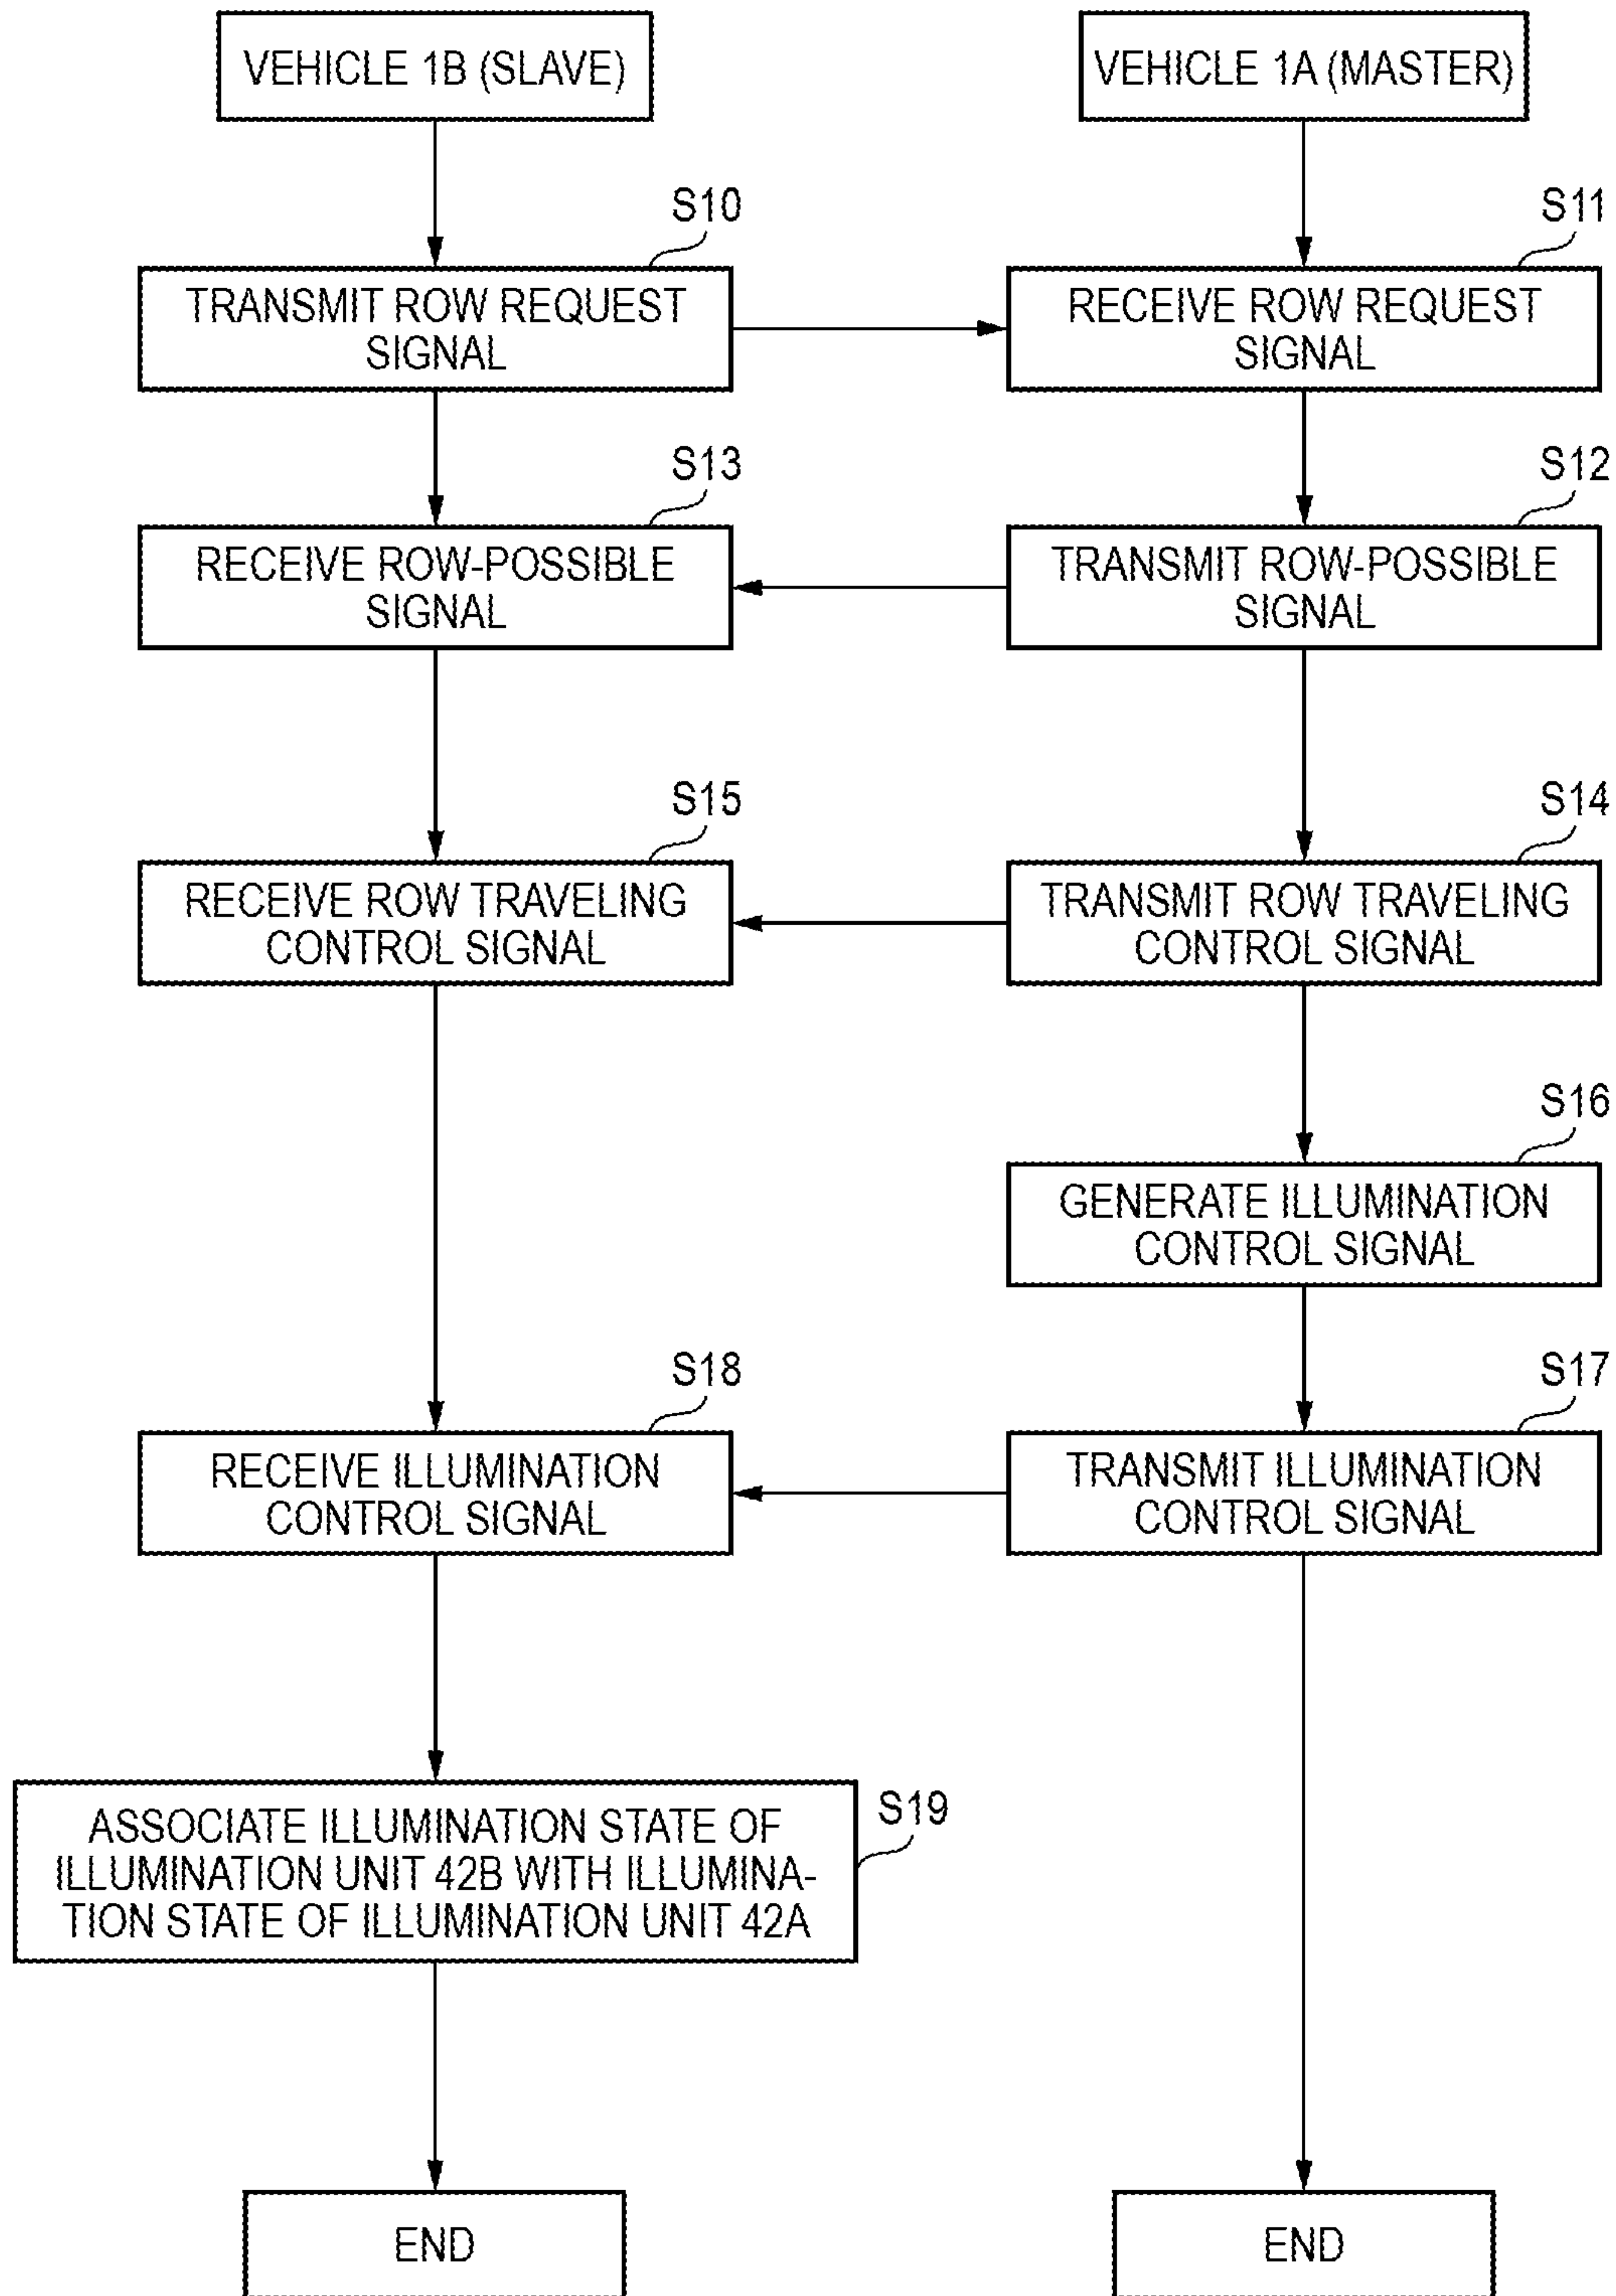 VEHICLE 1B (SLAVE)
VEHICLE 1A (MASTER)
S10
S11
TRANSMIT ROW REQUEST
SIGNAL
RECEIVE ROW REQUEST
SIGNAL
S13
S12
RECEIVE ROW-POSSIBLE
SIGNAL
TRANSMIT ROW-POSSIBLE
SIGNAL
S15
S14
RECEIVE ROW TRAVELING
CONTROL SIGNAL
TRANSMIT ROW TRAVELING
CONTROL SIGNAL
S16
GENERATE ILLUMINATION
CONTROL SIGNAL
S18
S17
RECEIVE ILLUMINATION
CONTROL SIGNAL
TRANSMIT ILLUMINATION
CONTROL SIGNAL
S19
ASSOCIATE ILLUMINATION STATE OF
ILLUMINATION UNIT 42B WITH ILLUMINA-
TION STATE OF ILLUMINATION UNIT 42A
END
END